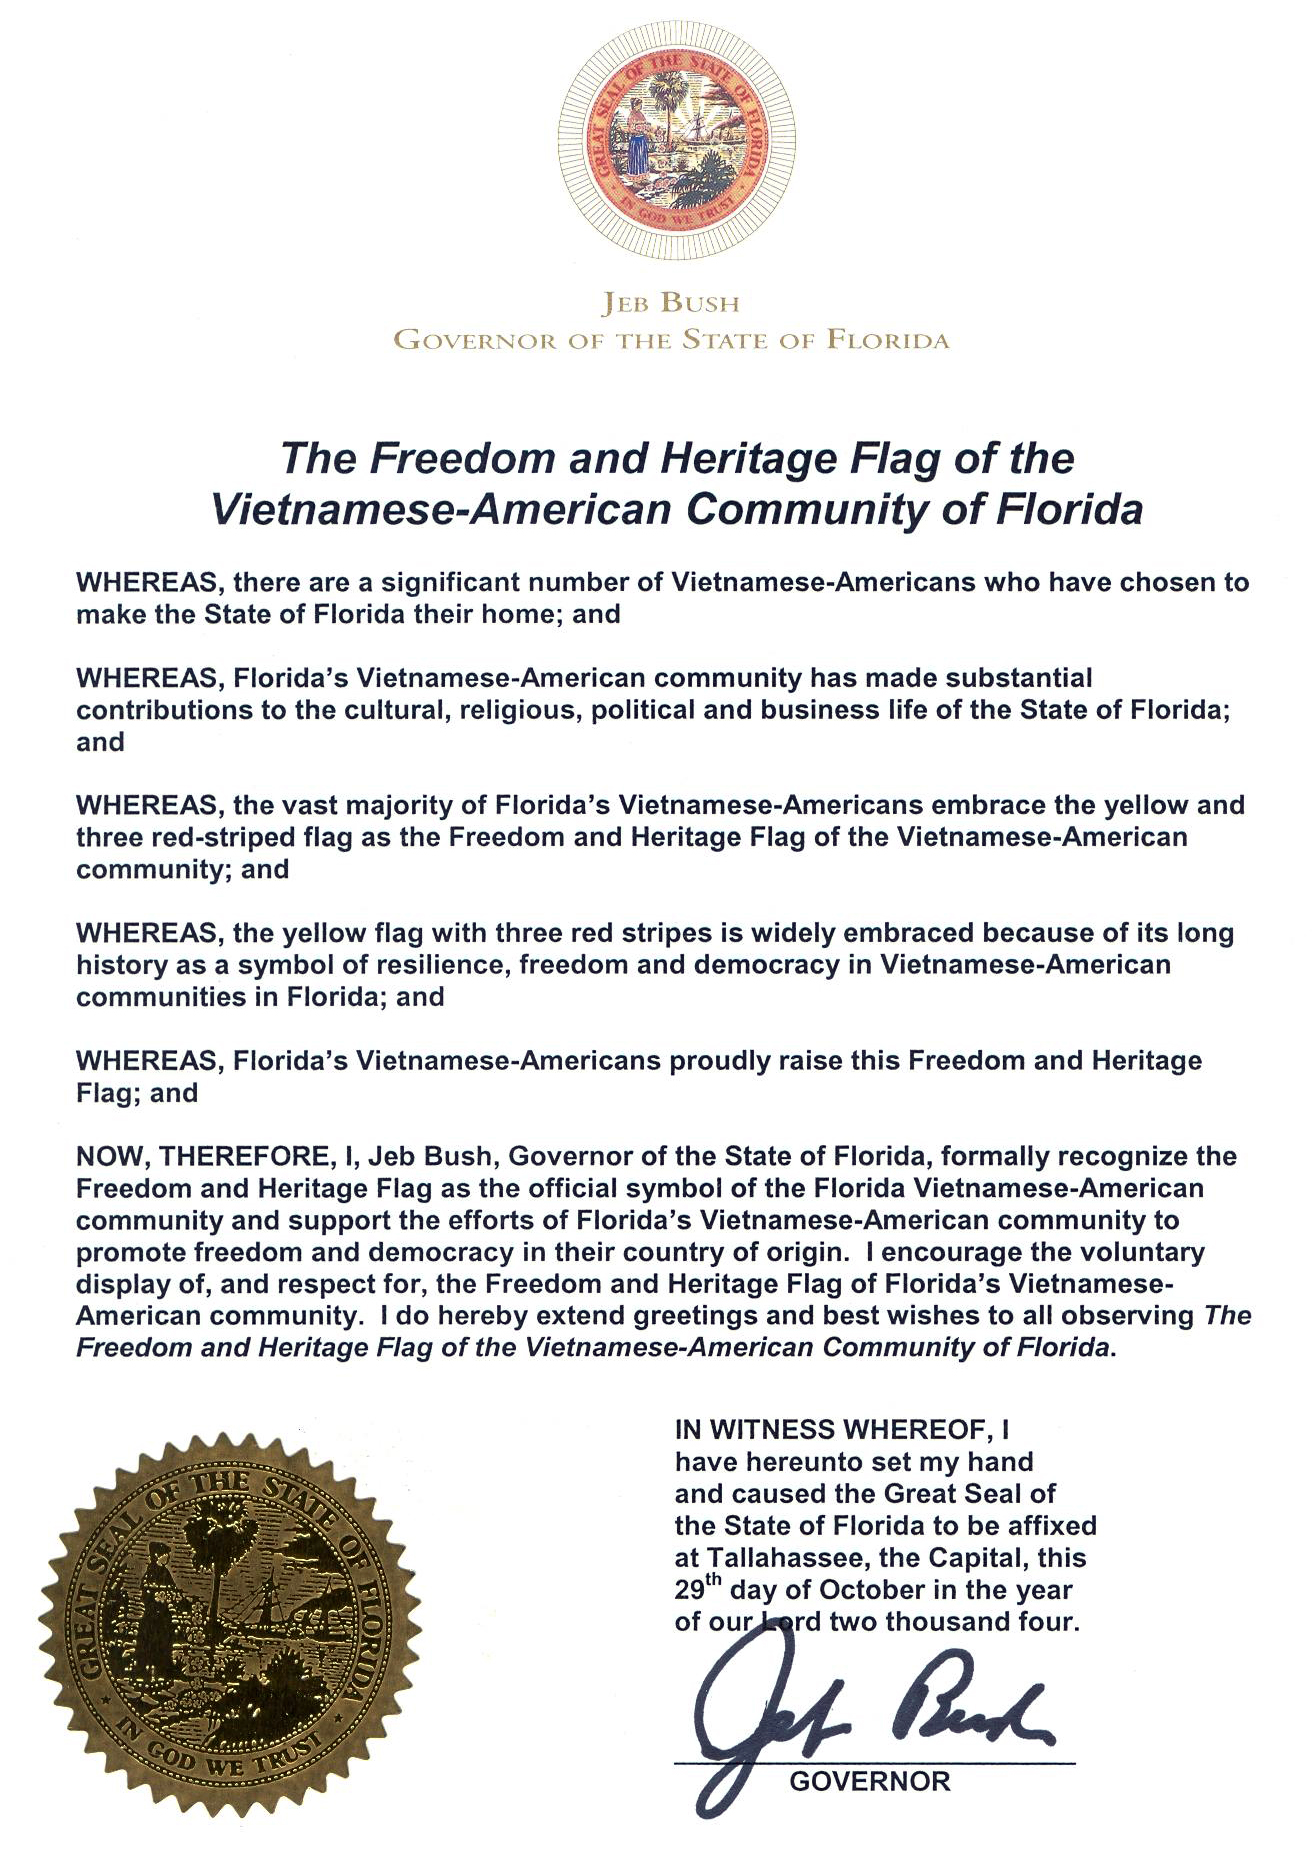 GREAT SEAL OF THE STATE OF FLORIDA
IN GOD WE TRUST
JEB BUSH
GOVERNOR OF THE STATE OF FLORIDA
The Freedom and Heritage Flag of the
Vietnamese-American Community of Florida
WHEREAS, there are a significant number of Vietnamese-Americans who have chosen to
make the State of Florida their home; and
WHEREAS, Florida’s Vietnamese-American community has made substantial
contributions to the cultural, religious, political and business life of the State of Florida;
and
WHEREAS, the vast majority of Florida’s Vietnamese-Americans embrace the yellow and
three red-striped flag as the Freedom and Heritage Flag of the Vietnamese-American
community; and
WHEREAS, the yellow flag with three red stripes is widely embraced because of its long
history as a symbol of resilience, freedom and democracy in Vietnamese-American
communities in Florida; and
WHEREAS, Florida’s Vietnamese-Americans proudly raise this Freedom and Heritage
Flag; and
NOW, THEREFORE, I, Jeb Bush, Governor of the State of Florida, formally recognize the
Freedom and Heritage Flag as the official symbol of the Florida Vietnamese-American
community and support the efforts of Florida’s Vietnamese-American community to
promote freedom and democracy in their country of origin.  I encourage the voluntary
display of, and respect for, the Freedom and Heritage Flag of Florida’s Vietnamese-
American community.  I do hereby extend greetings and best wishes to all observing The
Freedom and Heritage Flag of the Vietnamese-American Community of Florida.
IN WITNESS WHEREOF, I
have hereunto set my hand
and caused the Great Seal of
the State of Florida to be affixed
at Tallahassee, the Capital, this
29th day of October in the year
of our Lord two thousand four.
Jeb Bush
GOVERNOR
GREAT SEAL OF THE STATE OF FLORIDA
IN GOD WE TRUST